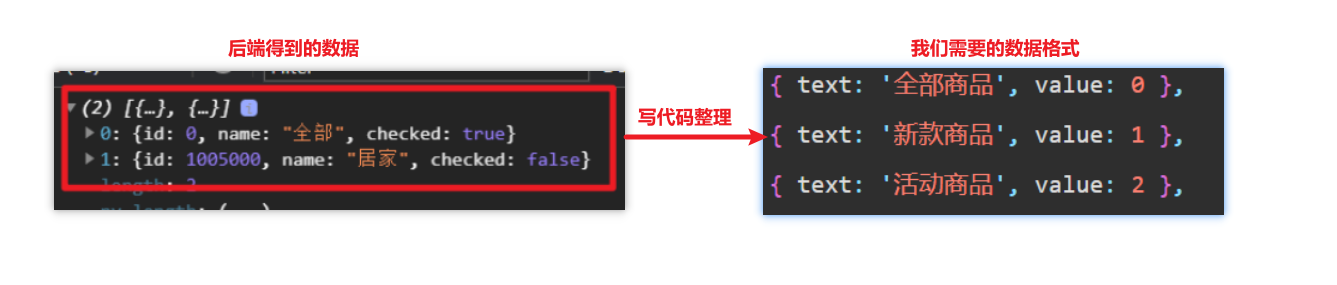 后端得到的数据
我们需要的数据格式
Filter
(2) [{…}, {…}] i
0: {id: 0, name: "全部", checked: true}
1: {id: 1005000, name: "居家", checked: false}
length: 2
写代码整理
{ text: '全部商品', value: 0 },
{ text: '新款商品', value: 1 },
{ text: '活动商品', value: 2 },